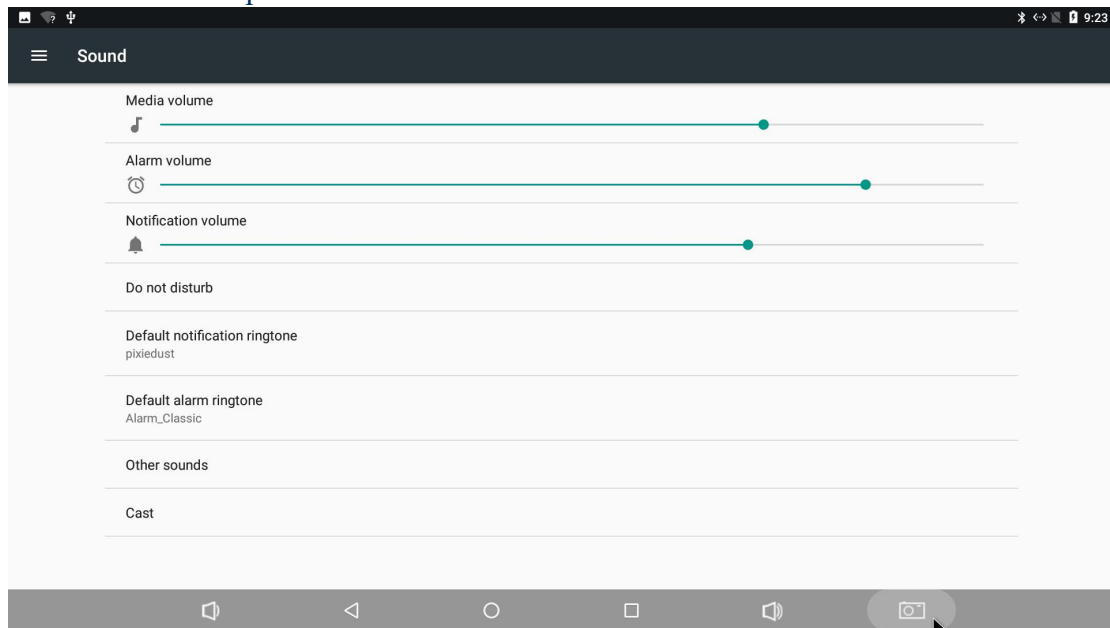 9:23
Sound
Media volume
Alarm volume
Notification volume
Do not disturb
Default notification ringtone
pixiedust
Default alarm ringtone
Alarm_Classic
Other sounds
Cast